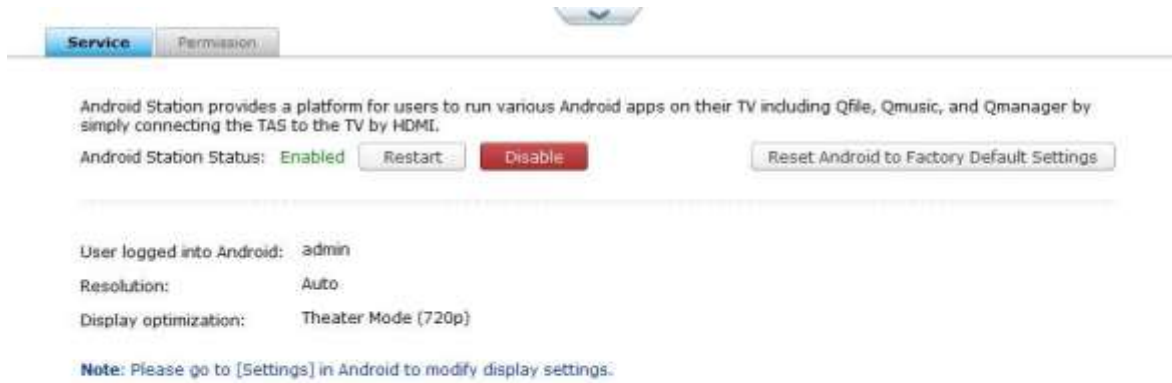 Service
Permission
Android Station provides a platform for users to run various Android apps on their TV including Qfile, Qmusic, and Qmanager by
simply connecting the TAS to the TV by HDMI.
Android Station Status: Enabled Restart Disable Reset Android to Factory Default Settings
User logged into Android: admin
Resolution: Auto
Display optimization: Theater Mode (720p)
Note: Please go to [Settings] in Android to modify display settings.